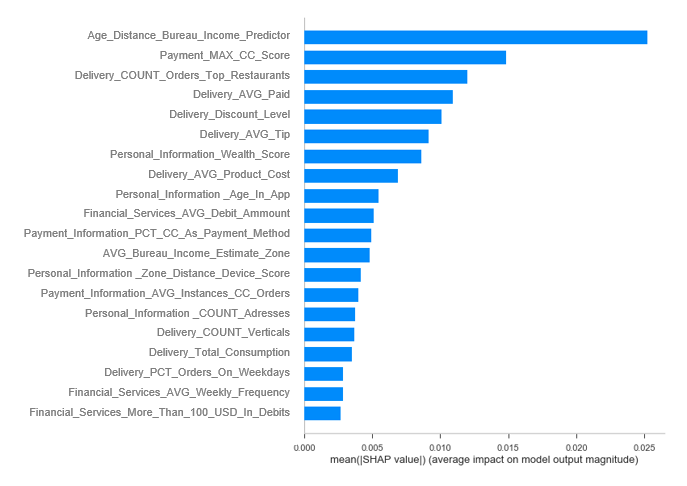 Age_Distance_Bureau_Income_Predictor
Payment_MAX_CC_Score
Delivery_COUNT_Orders_Top_Restaurants
Delivery_AVG_Paid
Delivery_Discount_Level
Delivery_AVG_Tip
Personal_Information_Wealth_Score
Delivery_AVG_Product_Cost
Personal_Information _Age_In_App
Financial_Services_AVG_Debit_Ammount
Payment_Information_PCT_CC_As_Payment_Method
AVG_Bureau_Income_Estimate_Zone
Personal_Information _Zone_Distance_Device_Score
Payment_Information_AVG_Instances_CC_Orders
Personal_Information _COUNT_Adresses
Delivery_COUNT_Verticals
Delivery_Total_Consumption
Delivery_PCT_Orders_On_Weekdays
Financial_Services_AVG_Weekly_Frequency
Financial_Services_More_Than_100_USD_In_Debits
0.000 0.005 0.010 0.015 0.020 0.025
mean(|SHAP value|) (average impact on model output magnitude)